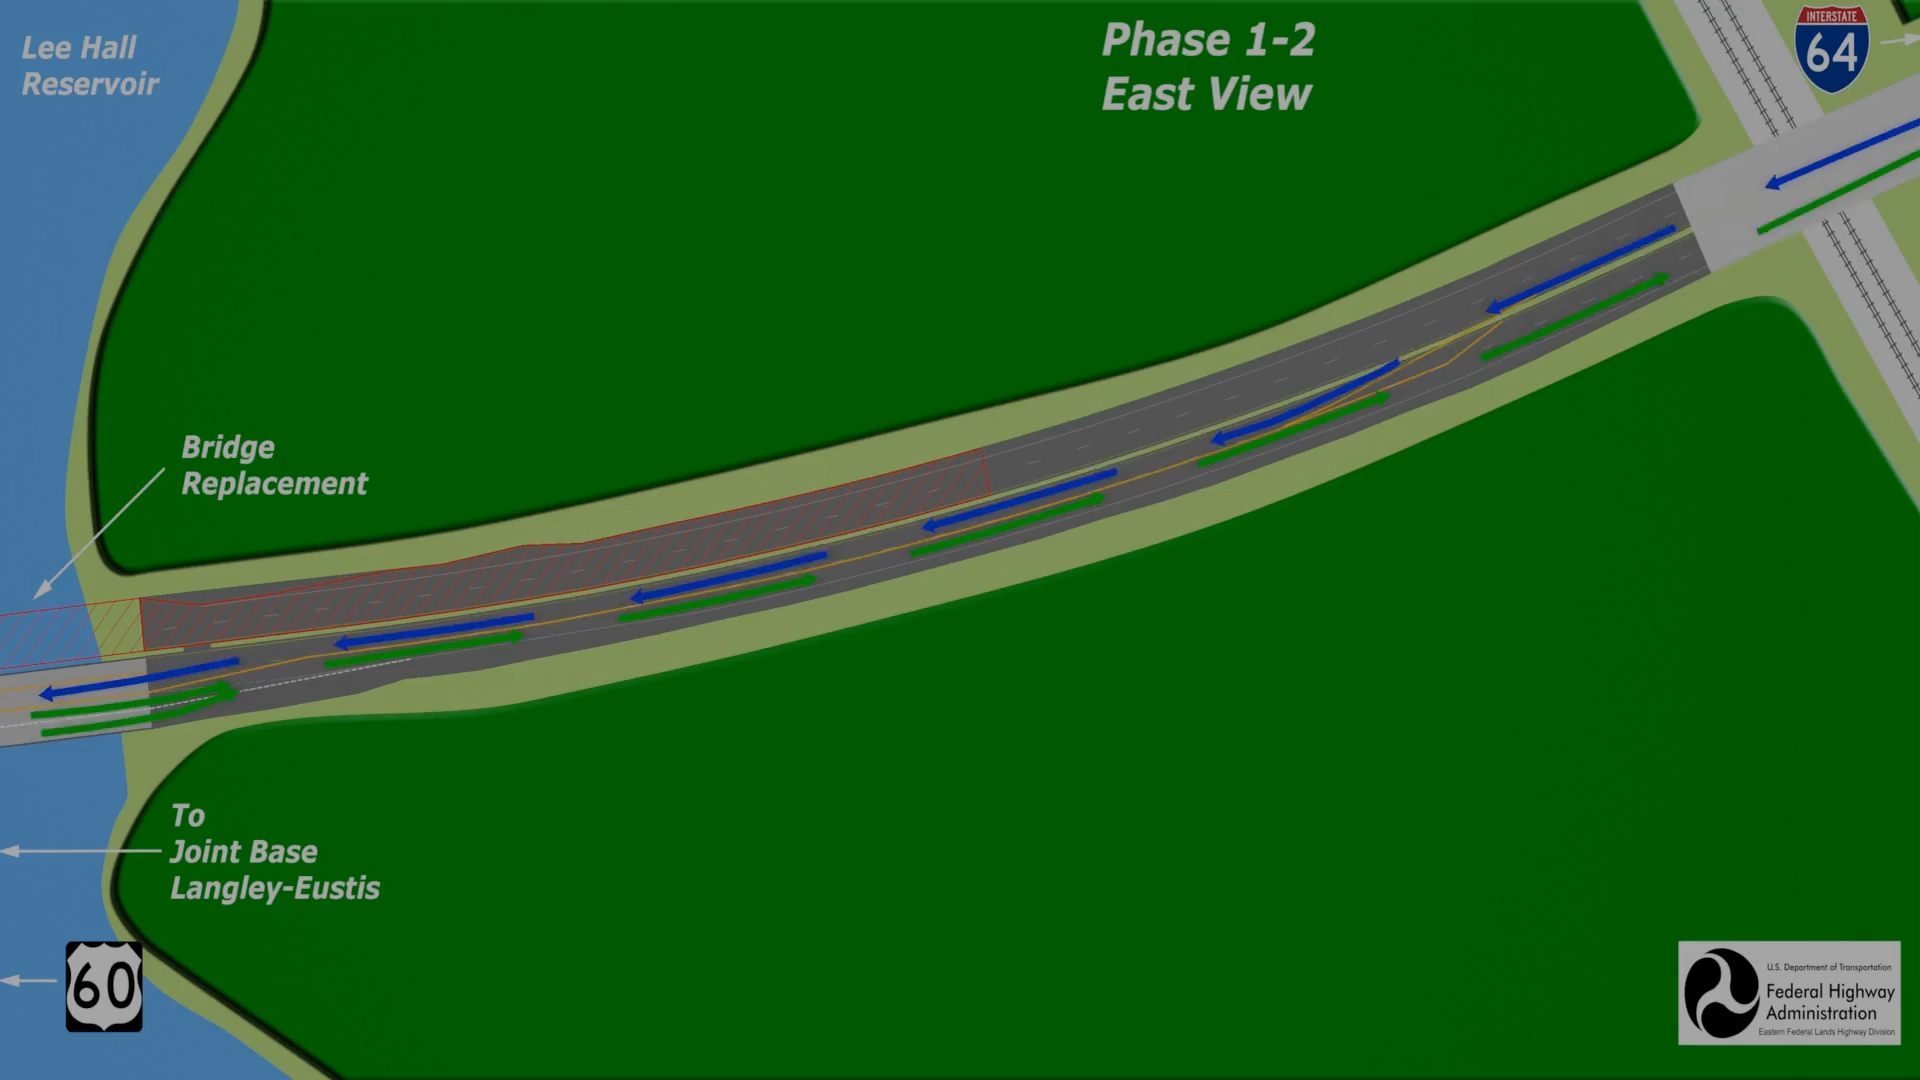 Lee Hall
Reservoir
Phase 1-2
East View
INTERSTATE
64
Bridge
Replacement
To
Joint Base
Langley-Eustis
60
U.S. Department of Transportation
Federal Highway
Administration
Eastern Federal Lands Highway Division